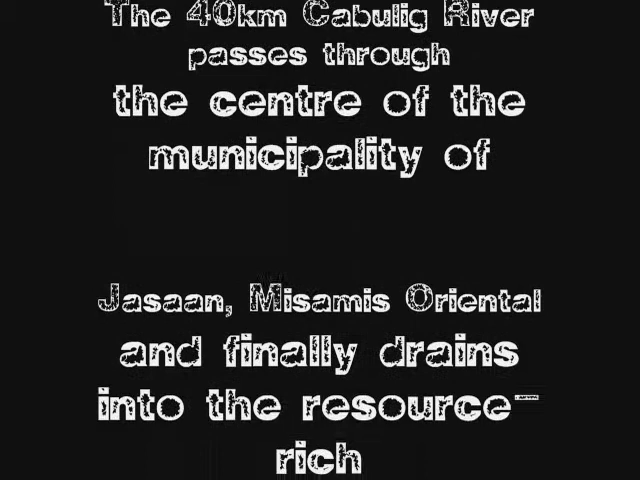 The 40km Cabulig River
passes through
the centre of the
municipality of
Jasaan, Misamis Oriental
and finally drains
into the resource-
rich